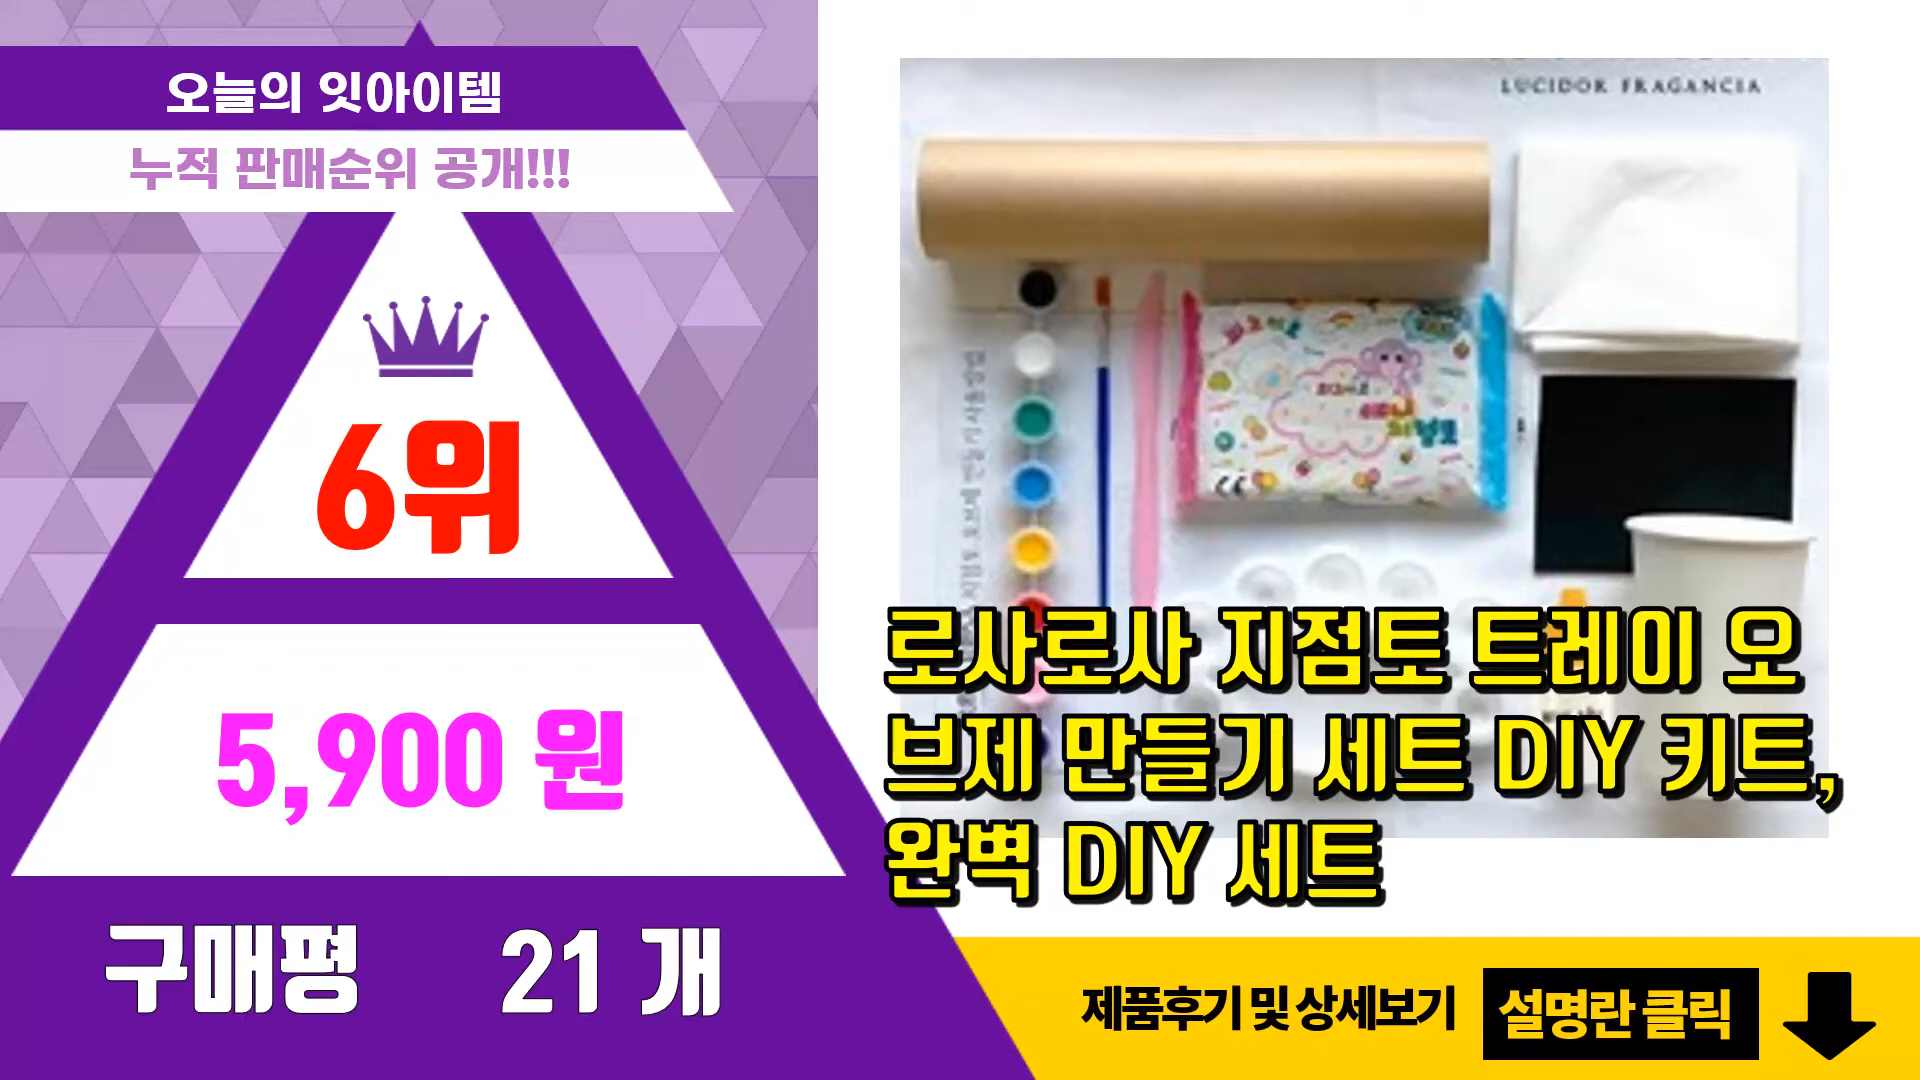 오늘의 잇아이템
누적 판매순위 공개!!!
6위
5,900 원
구매평 21 개
LUCIDOR FRAGANCIA
로사로사 지점토 트레이 오
브제 만들기 세트 DIY 키트,
완벽 DIY 세트
제품후기 및 상세보기
설명란 클릭